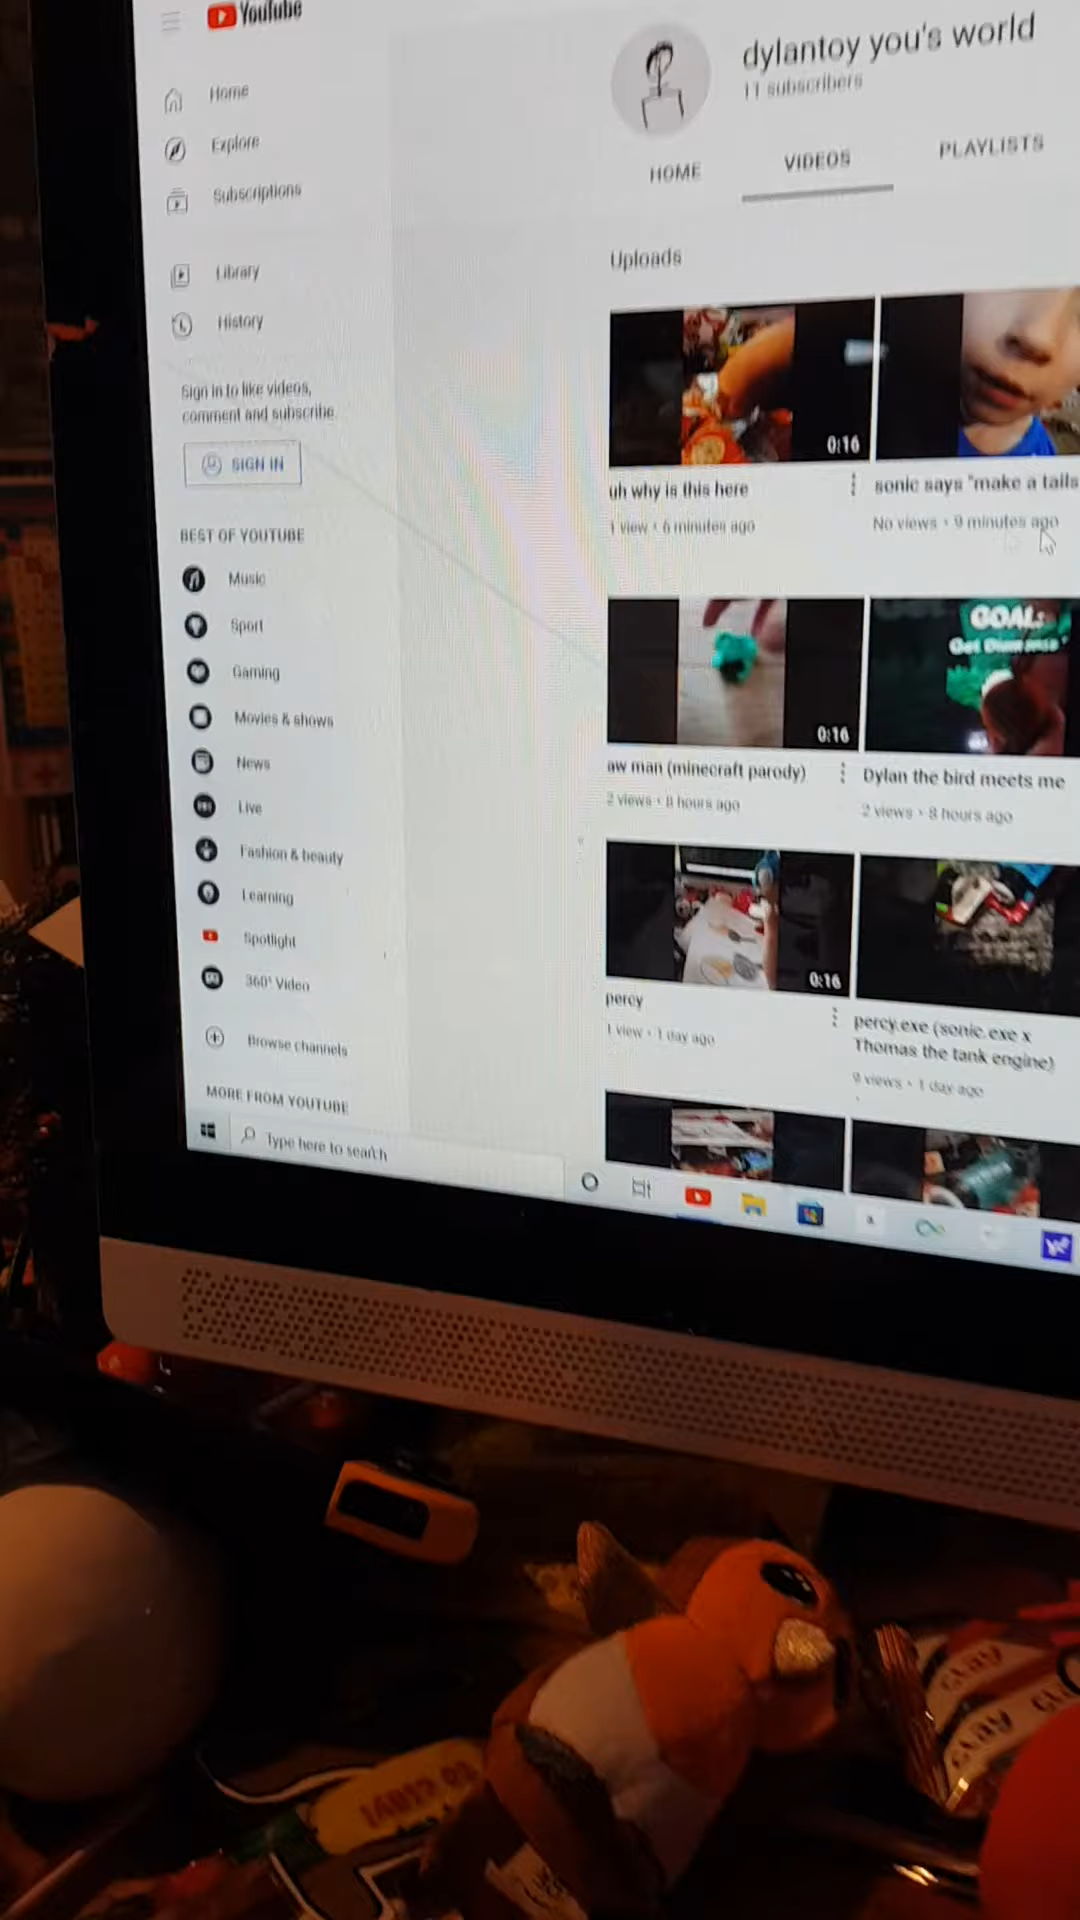 YouTube
dylantoy you's world
11 subscribers
HOME
VIDEOS
PLAYLISTS
Home
Explore
Subscriptions
Library
History
Sign in to like videos,
comment and subscribe.
SIGN IN
BEST OF YOUTUBE
Music
Sport
Gaming
Movies & shows
News
Live
Fashion & beauty
Learning
Spotlight
360° Video
Browse channels
MORE FROM YOUTUBE
Uploads
0:16
uh why is this here
1 view • 6 minutes ago
sonic says "make a tails
No views • 9 minutes ago
0:16
aw man (minecraft parody)
2 views • 8 hours ago
GOAL:
Get
Dylan the bird meets me
2 views • 8 hours ago
0:16
percy
1 view • 1 day ago
percy.exe (sonic.exe x
Thomas the tank engine)
9 views • 1 day ago
Type here to search